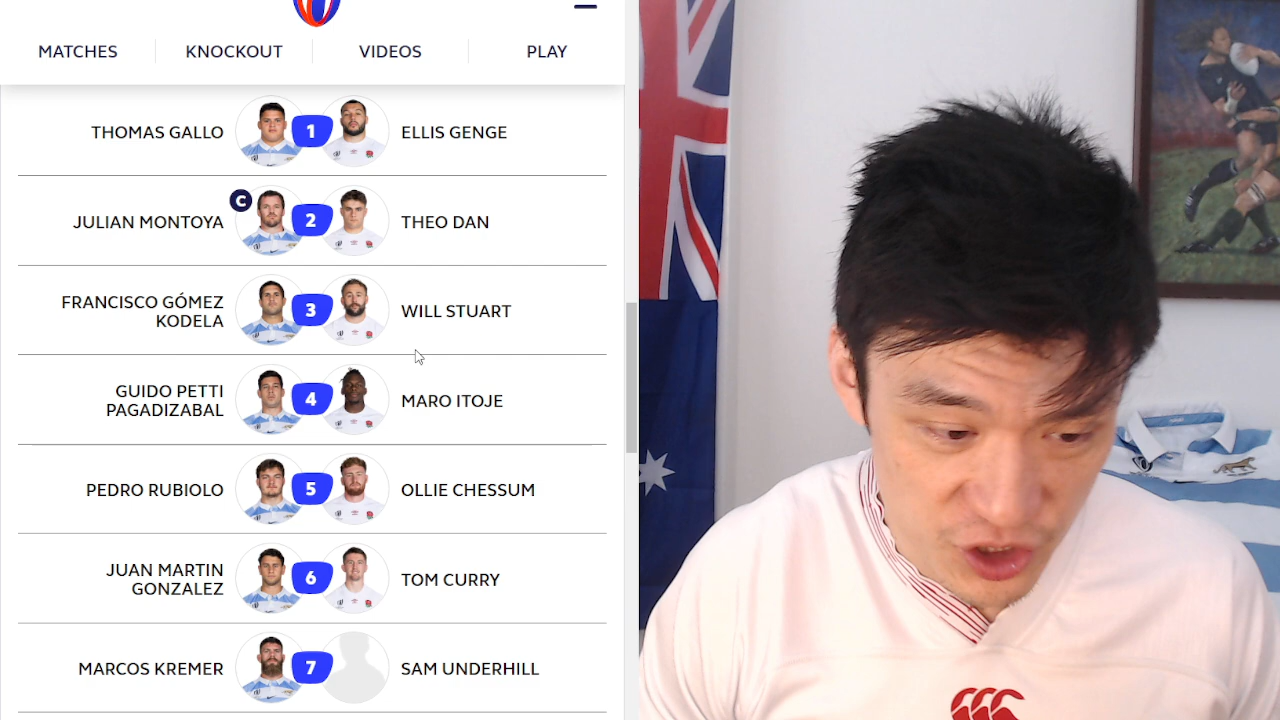 MATCHES
KNOCKOUT
VIDEOS
PLAY
THOMAS GALLO
1
ELLIS GENGE
C
JULIAN MONTOYA
2
THEO DAN
FRANCISCO GÓMEZ
KODELA
3
WILL STUART
GUIDO PETTI
PAGADIZABAL
4
MARO ITOJE
PEDRO RUBIOLO
5
OLLIE CHESSUM
JUAN MARTIN
GONZALEZ
6
TOM CURRY
MARCOS KREMER
7
SAM UNDERHILL